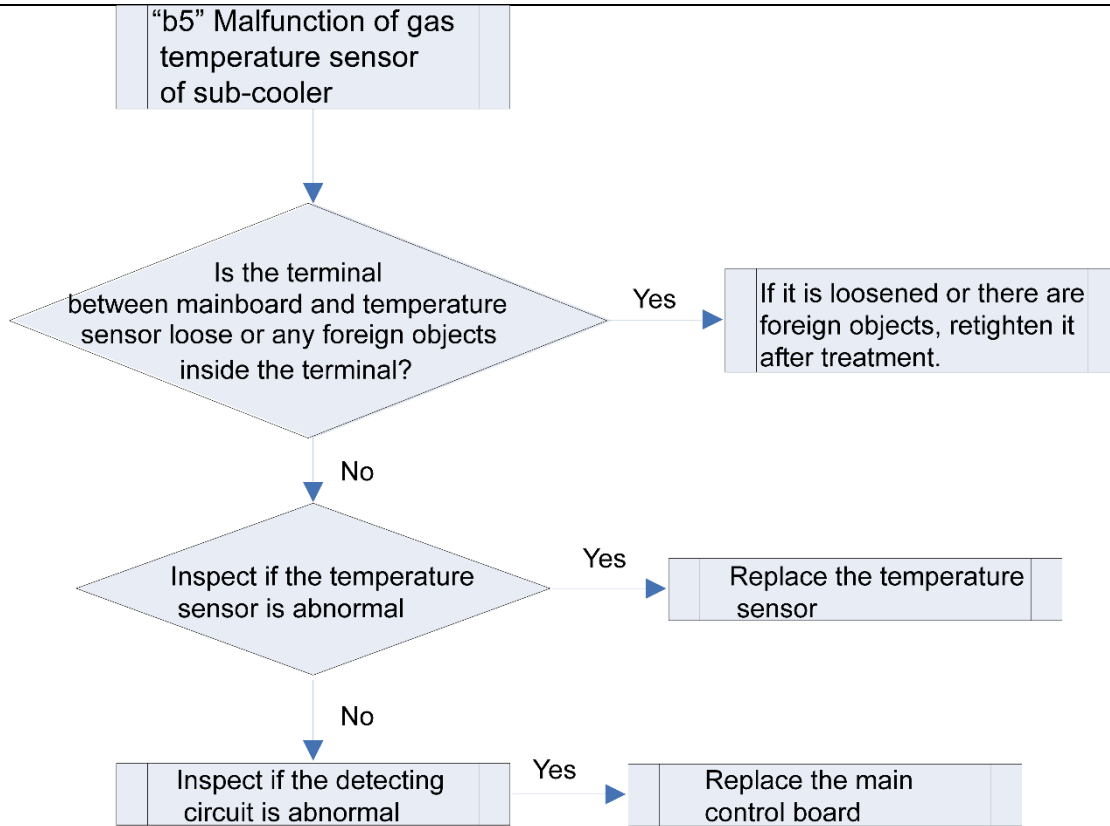 “b5” Malfunction of gas
temperature sensor
of sub-cooler
Is the terminal
between mainboard and temperature
sensor loose or any foreign objects
inside the terminal?
Yes
If it is loosened or there are
foreign objects, retighten it
after treatment.
No
Inspect if the temperature
sensor is abnormal
Yes
Replace the temperature
sensor
No
Inspect if the detecting
circuit is abnormal
Yes
Replace the main
control board